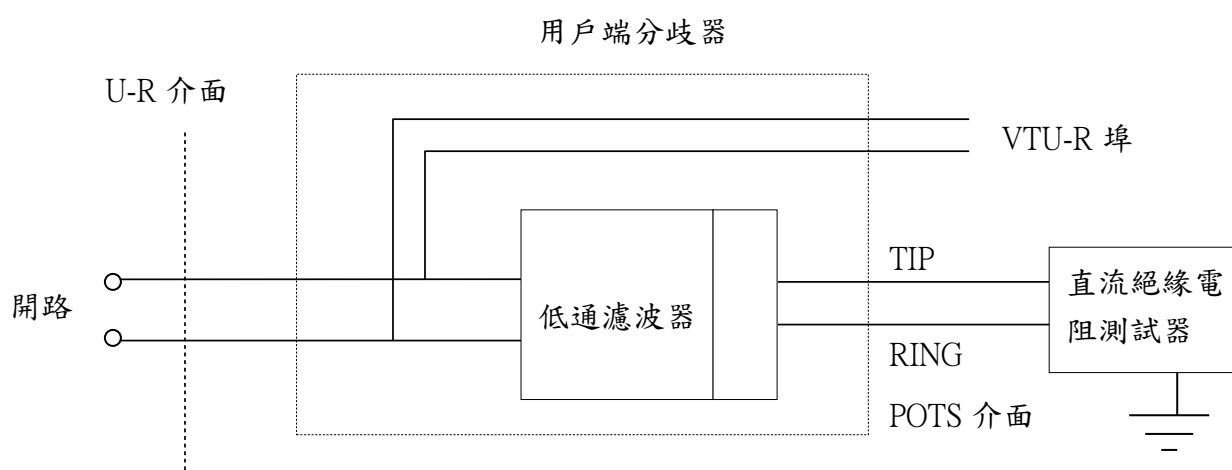 用戶端分歧器
U-R 介面
VTU-R 埠
開路
低通濾波器
TIP
RING
POTS 介面
直流絕緣電
阻測試器